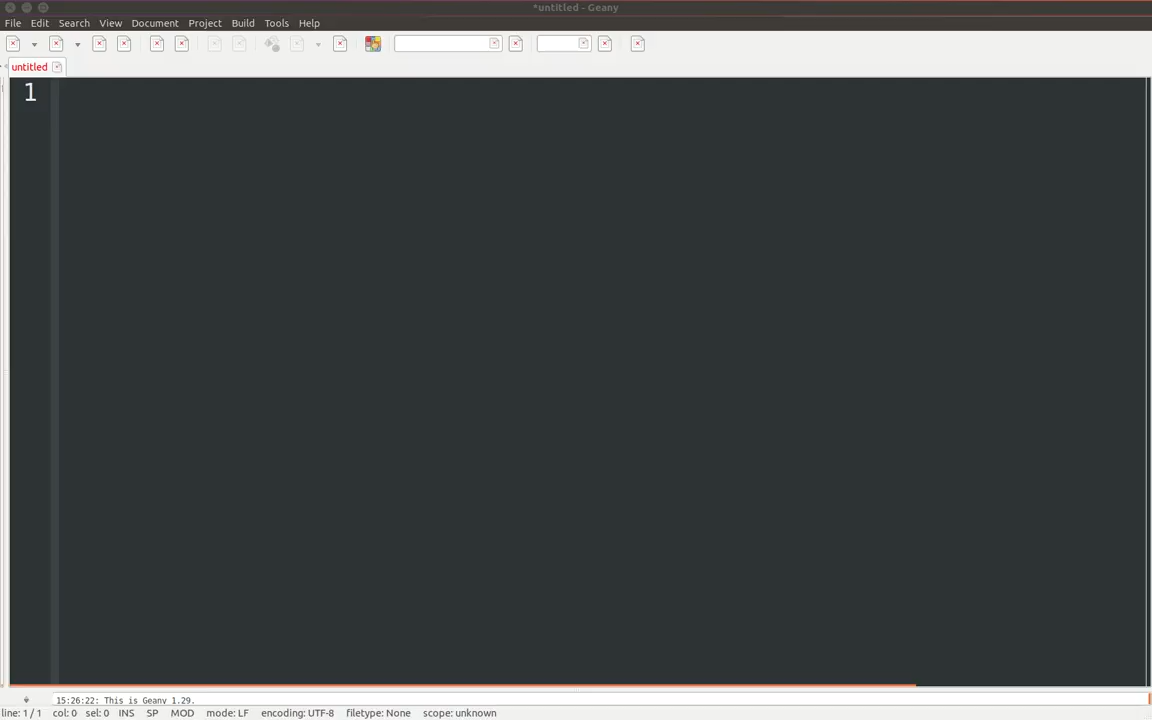 *untitled - Geany
File Edit Search View Document Project Build Tools Help
untitled
1
15:26:22: This is Geany 1.29.
line: 1 / 1 col: 0 sel: 0 INS SP MOD mode: LF encoding: UTF-8 filetype: None scope: unknown